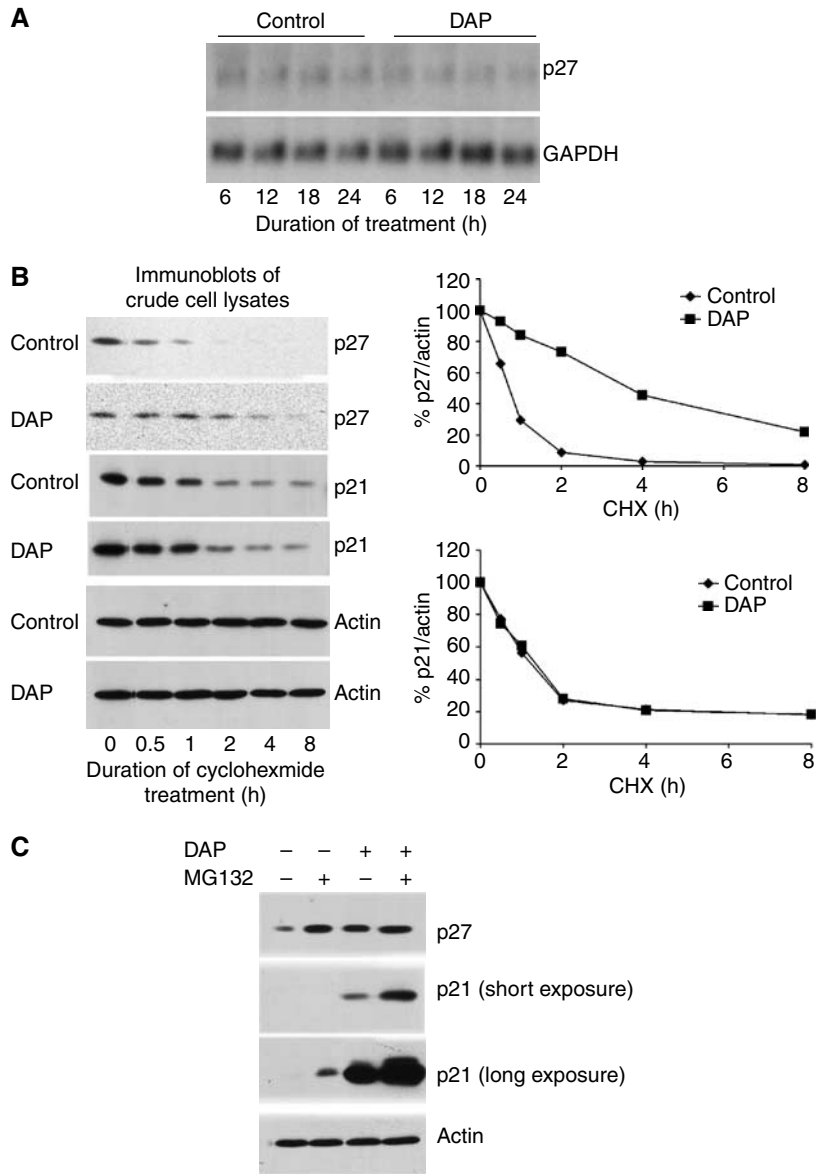 A
Control DAP
p27
GAPDH
6 12 18 24 6 12 18 24
Duration of treatment (h)
B
Immunoblots of
crude cell lysates
Control p27
DAP p27
Control p21
DAP p21
Control Actin
DAP Actin
0 0.5 1 2 4 8
Duration of cyclohexmide
treatment (h)
% p27/actin
120
100
80
60
40
20
0
0 2 4 6 8
CHX (h)
Control
DAP
% p21/actin
120
100
80
60
40
20
0
0 2 4 6 8
CHX (h)
Control
DAP
C
DAP – – + +
MG132 – + – +
p27
p21 (short exposure)
p21 (long exposure)
Actin